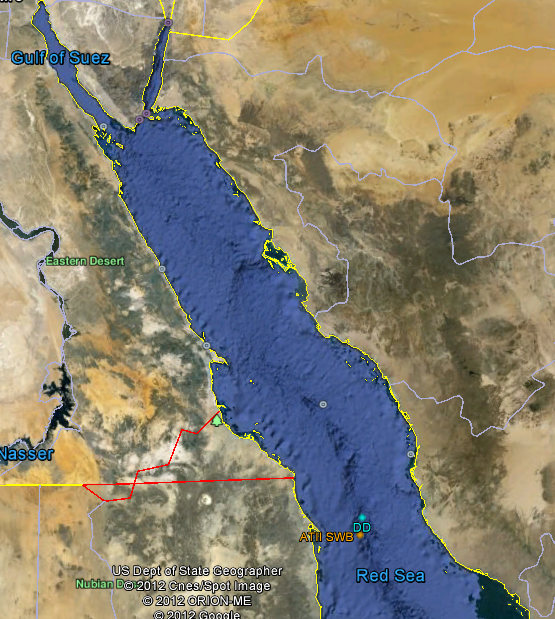 Gulf of Suez
Eastern Desert
Nasser
DD
ATII SWB
US Dept of State Geographer
© 2012 Cnes/Spot Image
Nubian D
© 2012 ORION-ME
© 2012 Google
Red Sea